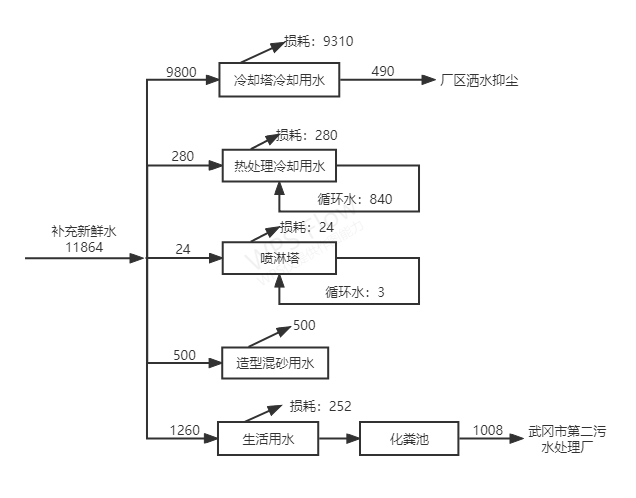 损耗：9310
9800
冷却塔冷却用水
490
厂区洒水抑尘
损耗：280
280
热处理冷却用水
循环水：840
补充新鲜水
11864
损耗：24
24
喷淋塔
循环水：3
500
500
造型混砂用水
损耗：252
1260
生活用水
化粪池
1008
武冈市第二污
水处理厂